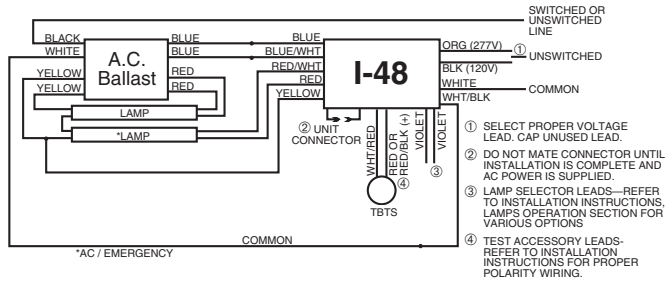 SWITCHED OR
UNSWITCHED
LINE
BLACK
BLUE
BLUE
WHITE
BLUE
BLUE/WHT
A.C.
Ballast
I-48
ORG (277V)
①
UNSWITCHED
BLK (120V)
YELLOW
RED
RED/WHT
YELLOW
RED
RED
YELLOW
WHITE
COMMON
WHT/BLK
LAMP
*LAMP
② UNIT
CONNECTOR
WHT/RED
RED OR
RED/BLK (+)
VIOLET
VIOLET
③
④
TBTS
COMMON
*AC / EMERGENCY
① SELECT PROPER VOLTAGE
LEAD. CAP UNUSED LEAD.
② DO NOT MATE CONNECTOR UNTIL
INSTALLATION IS COMPLETE AND
AC POWER IS SUPPLIED.
③ LAMP SELECTOR LEADS—REFER
TO INSTALLATION INSTRUCTIONS,
LAMPS OPERATION SECTION FOR
VARIOUS OPTIONS
④ TEST ACCESSORY LEADS-
REFER TO INSTALLATION
INSTRUCTIONS FOR PROPER
POLARITY WIRING.